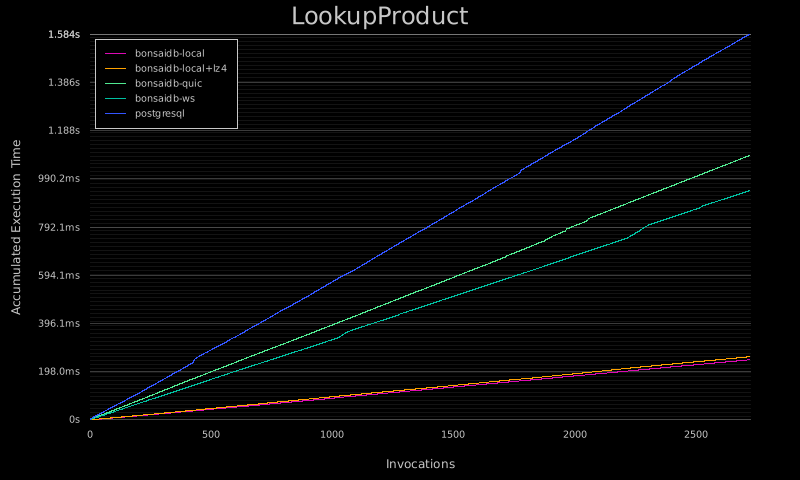 LookupProduct
1.584s
1.386s
1.188s
990.2ms
792.1ms
594.1ms
396.1ms
198.0ms
0s
bonsaidb-local
bonsaidb-local+lz4
bonsaidb-quic
bonsaidb-ws
postgresql
Accumulated Execution Time
0 500 1000 1500 2000 2500
Invocations